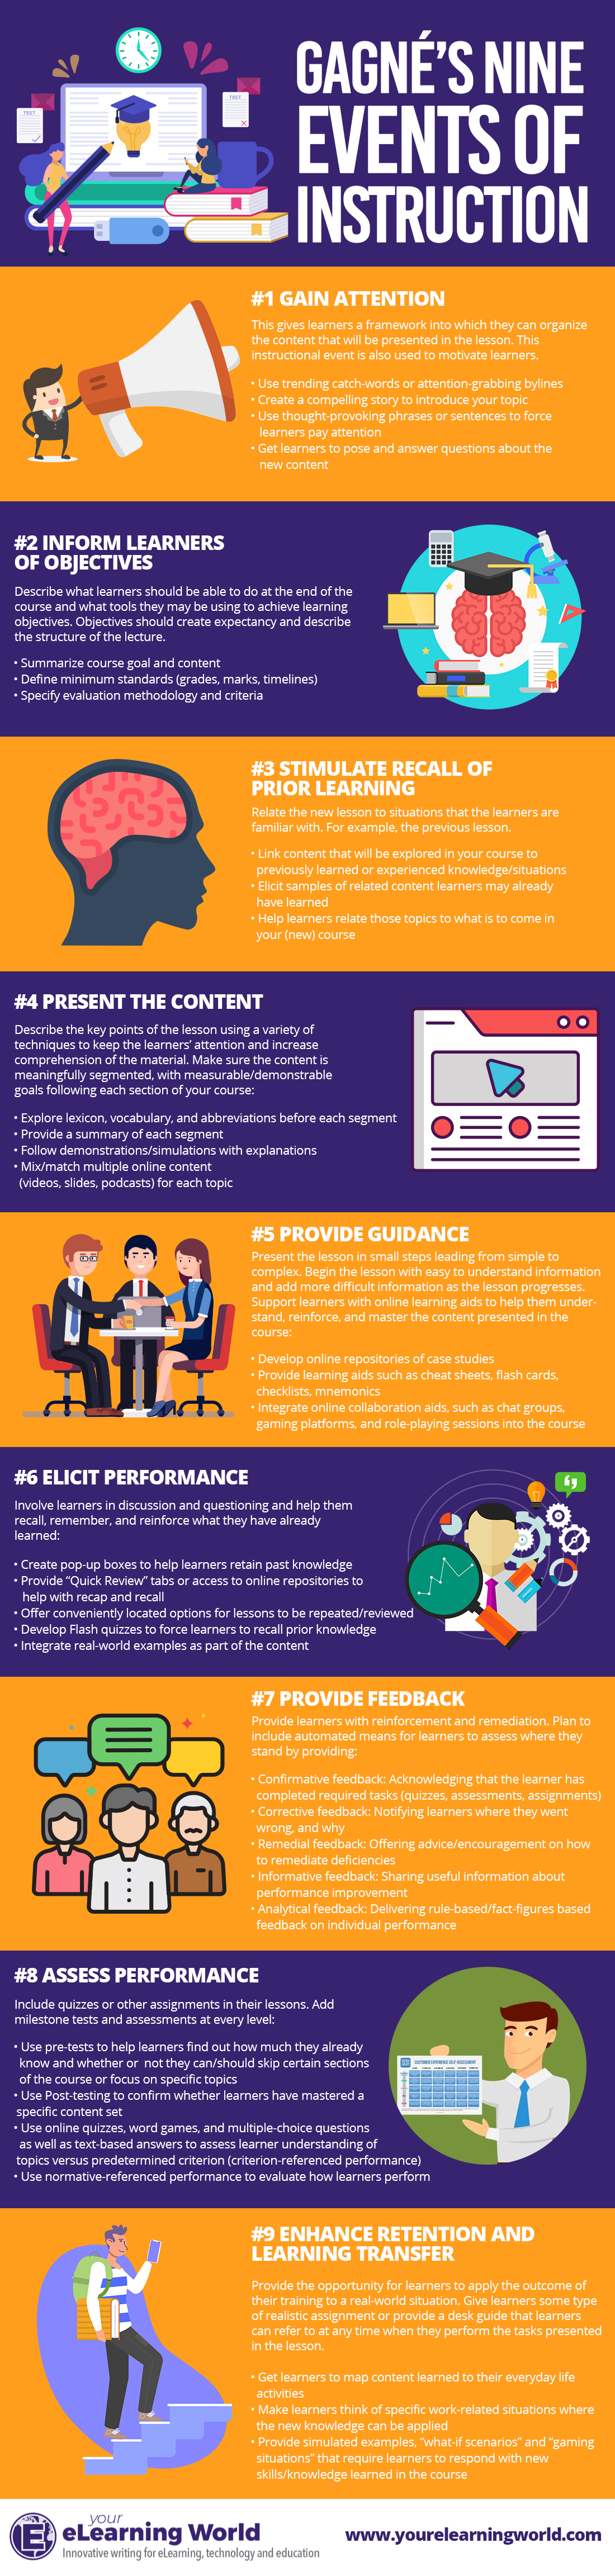 GAGNÉ'S NINE
EVENTS OF
INSTRUCTION
TEST
TEST
#1 GAIN ATTENTION
This gives learners a framework into which they can organize
the content that will be presented in the lesson. This
instructional event is also used to motivate learners.
• Use trending catch-words or attention-grabbing bylines
• Create a compelling story to introduce your topic
• Use thought-provoking phrases or sentences to force
learners pay attention
• Get learners to pose and answer questions about the
new content
#2 INFORM LEARNERS
OF OBJECTIVES
Describe what learners should be able to do at the end of the
course and what tools they may be using to achieve learning
objectives. Objectives should create expectancy and describe
the structure of the lecture.
• Summarize course goal and content
• Define minimum standards (grades, marks, timelines)
• Specify evaluation methodology and criteria
#3 STIMULATE RECALL OF
PRIOR LEARNING
Relate the new lesson to situations that the learners are
familiar with. For example, the previous lesson.
• Link content that will be explored in your course to
previously learned or experienced knowledge/situations
• Elicit samples of related content learners may already
have learned
• Help learners relate those topics to what is to come in
your (new) course
#4 PRESENT THE CONTENT
Describe the key points of the lesson using a variety of
techniques to keep the learners' attention and increase
comprehension of the material. Make sure the content is
meaningfully segmented, with measurable/demonstrable
goals following each section of your course:
• Explore lexicon, vocabulary, and abbreviations before each segment
• Provide a summary of each segment
• Follow demonstrations/simulations with explanations
• Mix/match multiple online content
(videos, slides, podcasts) for each topic
#5 PROVIDE GUIDANCE
Present the lesson in small steps leading from simple to
complex. Begin the lesson with easy to understand information
and add more difficult information as the lesson progresses.
Support learners with online learning aids to help them under-
stand, reinforce, and master the content presented in the
course:
• Develop online repositories of case studies
• Provide learning aids such as cheat sheets, flash cards,
checklists, mnemonics
• Integrate online collaboration aids, such as chat groups,
gaming platforms, and role-playing sessions into the course
#6 ELICIT PERFORMANCE
Involve learners in discussion and questioning and help them
recall, remember, and reinforce what they have already
learned:
• Create pop-up boxes to help learners retain past knowledge
• Provide "Quick Review" tabs or access to online repositories to
help with recap and recall
• Offer conveniently located options for lessons to be repeated/reviewed
• Develop Flash quizzes to force learners to recall prior knowledge
• Integrate real-world examples as part of the content
#7 PROVIDE FEEDBACK
Provide learners with reinforcement and remediation. Plan to
include automated means for learners to assess where they
stand by providing:
• Confirmative feedback: Acknowledging that the learner has
completed required tasks (quizzes, assessments, assignments)
• Corrective feedback: Notifying learners where they went
wrong, and why
• Remedial feedback: Offering advice/encouragement on how
to remediate deficiencies
• Informative feedback: Sharing useful information about
performance improvement
• Analytical feedback: Delivering rule-based/fact-figures based
feedback on individual performance
#8 ASSESS PERFORMANCE
Include quizzes or other assignments in their lessons. Add
milestone tests and assessments at every level:
• Use pre-tests to help learners find out how much they already
know and whether or not they can/should skip certain sections
of the course or focus on specific topics
• Use Post-testing to confirm whether learners have mastered a
specific content set
• Use online quizzes, word games, and multiple-choice questions
as well as text-based answers to assess learner understanding of
topics versus predetermined criterion (criterion-referenced performance)
• Use normative-referenced performance to evaluate how learners perform
CUSTOMER EXPERIENCE SELF-ASSESSMENT
#9 ENHANCE RETENTION AND
LEARNING TRANSFER
Provide the opportunity for learners to apply the outcome of
their training to a real-world situation. Give learners some type
of realistic assignment or provide a desk guide that learners
can refer to at any time when they perform the tasks presented
in the lesson.
• Get learners to map content learned to their everyday life
activities
• Make learners think of specific work-related situations where
the new knowledge can be applied
• Provide simulated examples, "what-if scenarios" and "gaming
situations" that require learners to respond with new
skills/knowledge learned in the course
your
eLearning World
Innovative writing for eLearning, technology and education
www.yourelearningworld.com